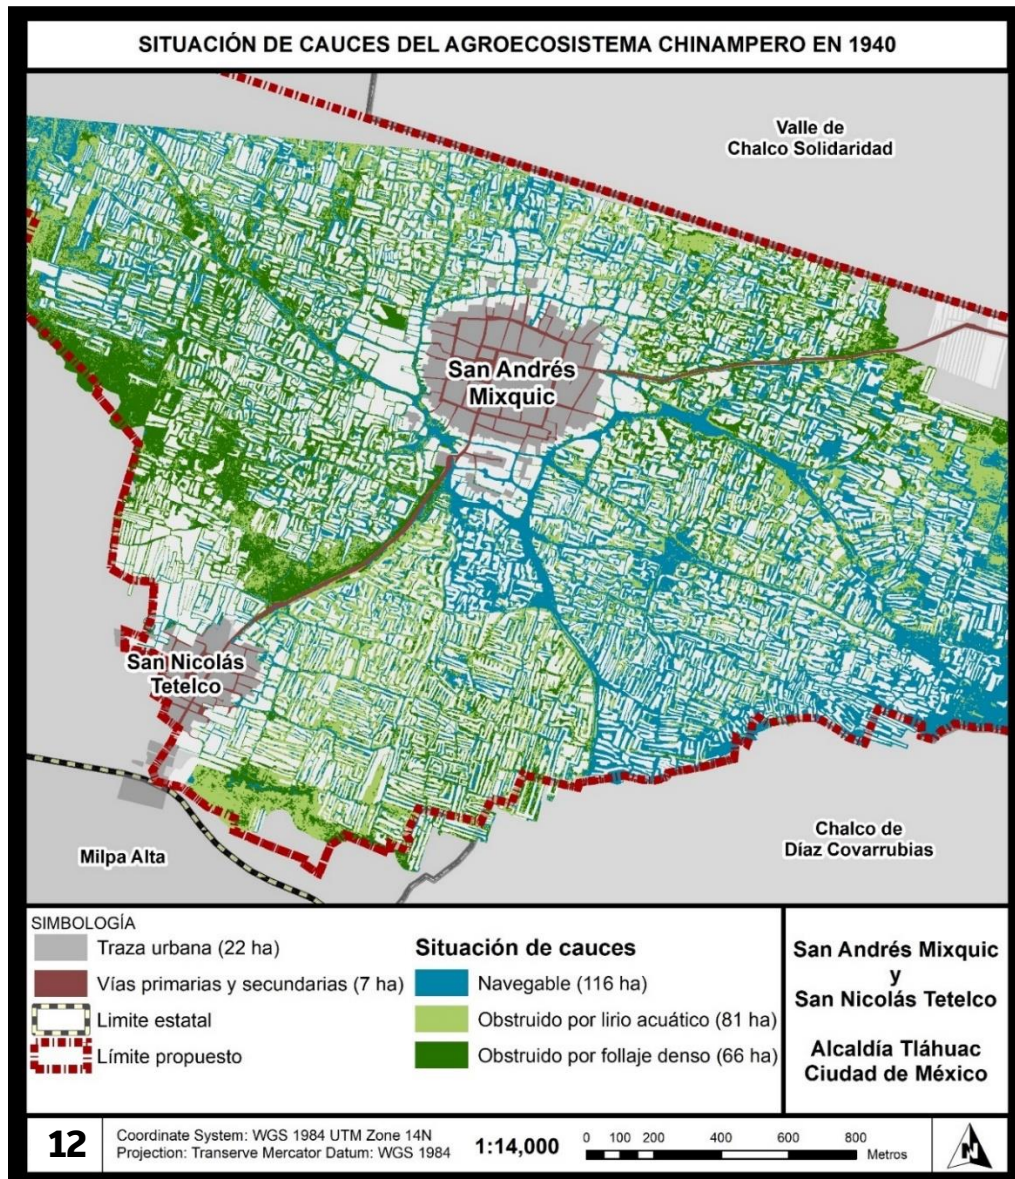 SITUACIÓN DE CAUCES DEL AGROECOSISTEMA CHINAMPERO EN 1940
Valle de
Chalco Solidaridad
San Andrés
Mixquic
San Nicolás
Tetelco
Milpa Alta
Chalco de
Díaz Covarrubias
SIMBOLOGÍA
Traza urbana (22 ha)
Vías primarias y secundarias (7 ha)
Limite estatal
Límite propuesto
Situación de cauces
Navegable (116 ha)
Obstruido por lirio acuático (81 ha)
Obstruido por follaje denso (66 ha)
San Andrés Mixquic
y
San Nicolás Tetelco
Alcaldía Tláhuac
Ciudad de México
12
Coordinate System: WGS 1984 UTM Zone 14N
Projection: Transerve Mercator Datum: WGS 1984
1:14,000
0 100 200 400 600 800
Metros
N